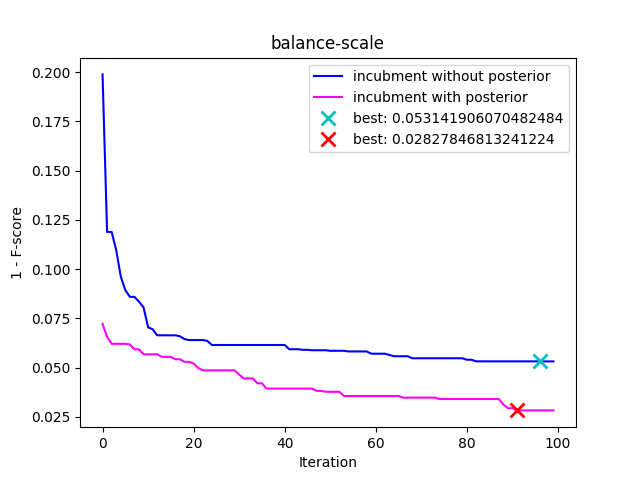 balance-scale
0.200
0.175
0.150
0.125
0.100
0.075
0.050
0.025
1 - F-score
incubment without posterior
incubment with posterior
best: 0.053141906070482484
best: 0.02827846813241224
0 20 40 60 80 100
Iteration